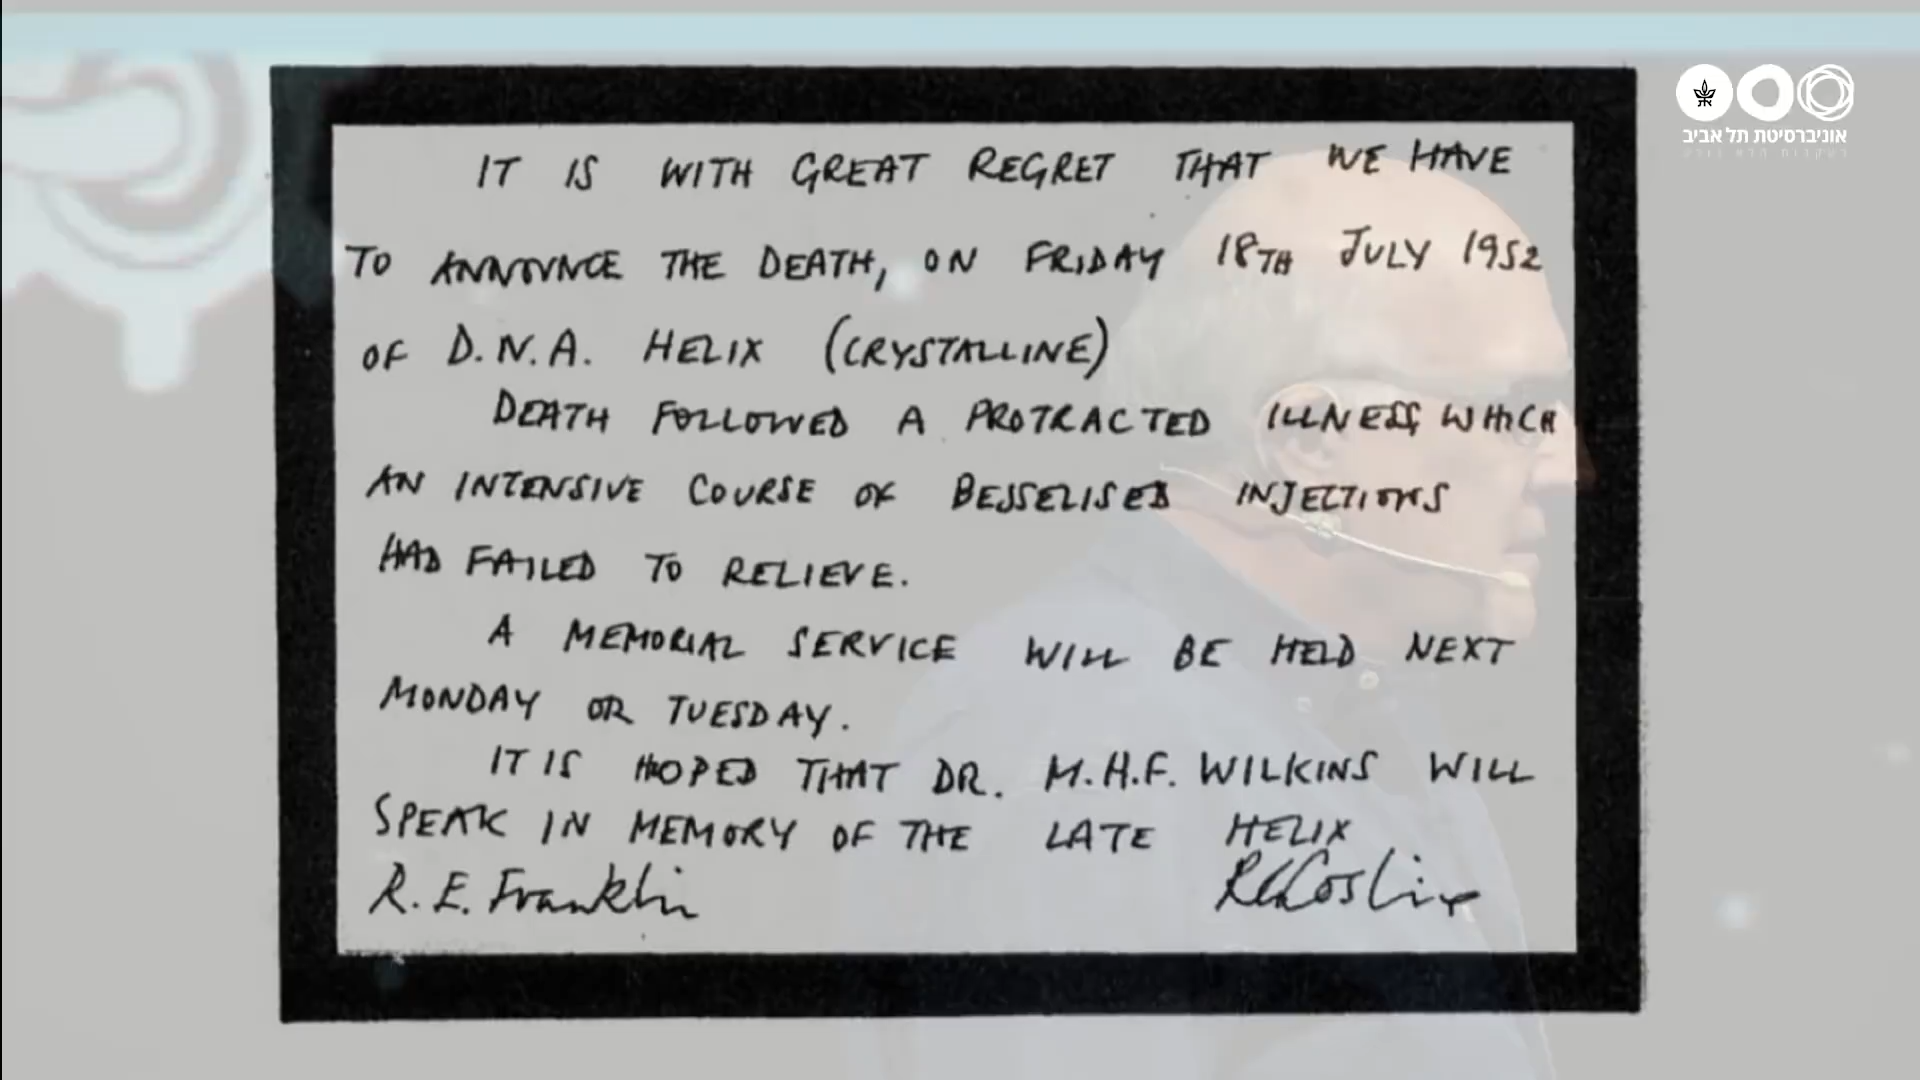 IT IS WITH GREAT REGRET THAT WE HAVE
TO ANNOUNCE THE DEATH, ON FRIDAY 18TH JULY 1952
OF D.N.A. HELIX (CRYSTALLINE)
DEATH FOLLOWED A PROTRACTED ILLNESS WHICH
AN INTENSIVE COURSE OF BESSELISED INJECTIONS
HAD FAILED TO RELIEVE.
A MEMORIAL SERVICE WILL BE HELD NEXT
MONDAY OR TUESDAY.
IT IS HOPED THAT DR. M.H.F. WILKINS WILL
SPEAK IN MEMORY OF THE LATE HELIX
R. E. Franklin
אוניברסיטת תל אביב